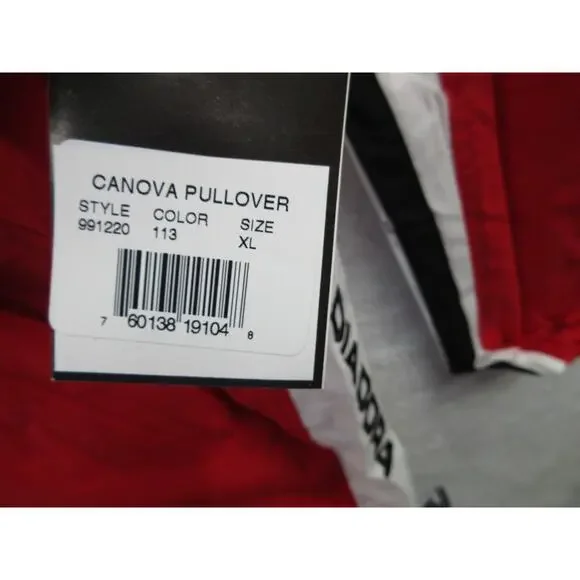 CANOVA PULLOVER
STYLE COLOR SIZE
991220 113 XL
7 60138 19104 8
DIADORA